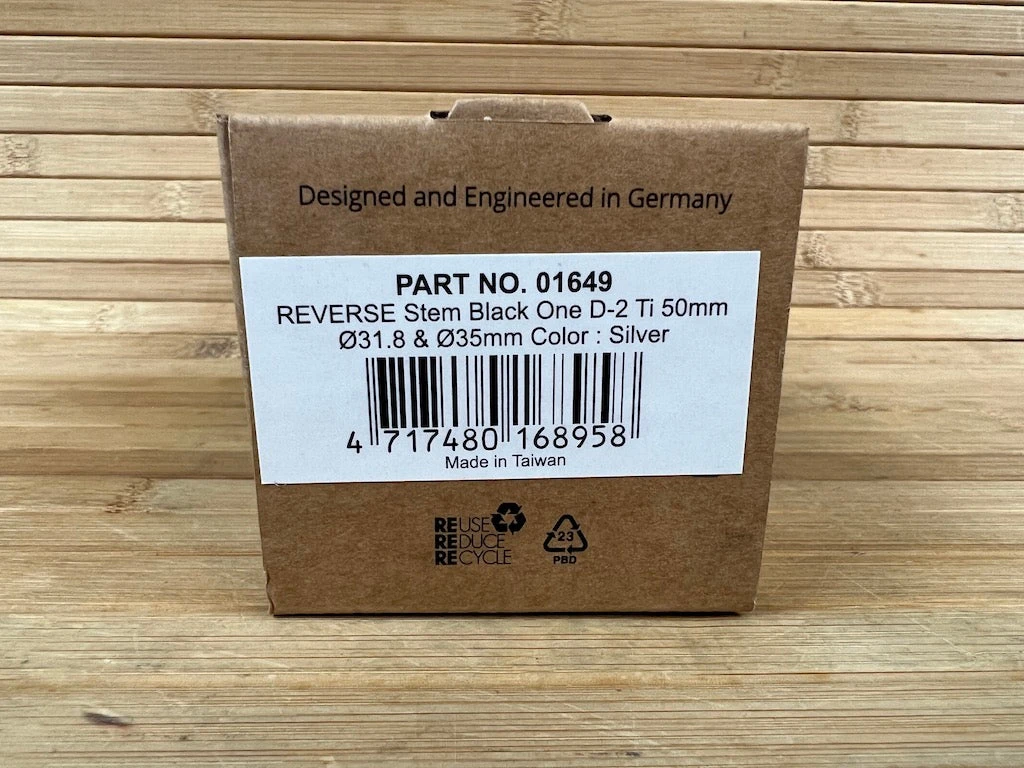 Designed and Engineered in Germany
PART NO. 01649
REVERSE Stem Black One D-2 Ti 50mm
Ø31.8 & Ø35mm Color : Silver
4 717480 168958
Made in Taiwan
REUSE
REDUCE
RECYCLE
23
PBD